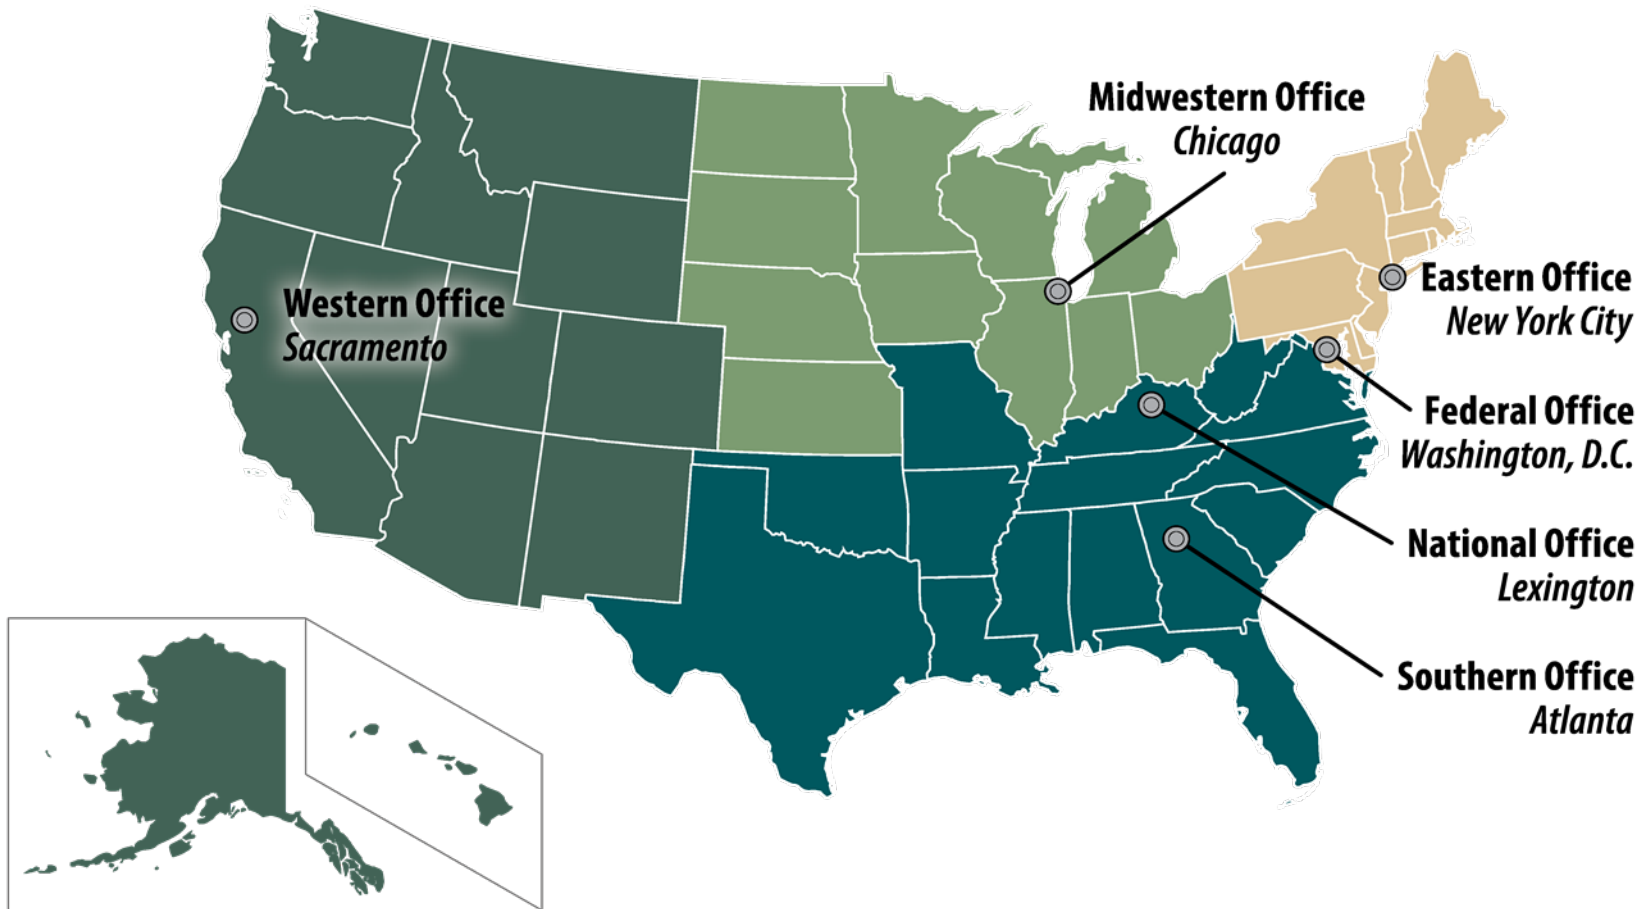 Midwestern Office
Chicago
Western Office
Sacramento
Eastern Office
New York City
Federal Office
Washington, D.C.
National Office
Lexington
Southern Office
Atlanta